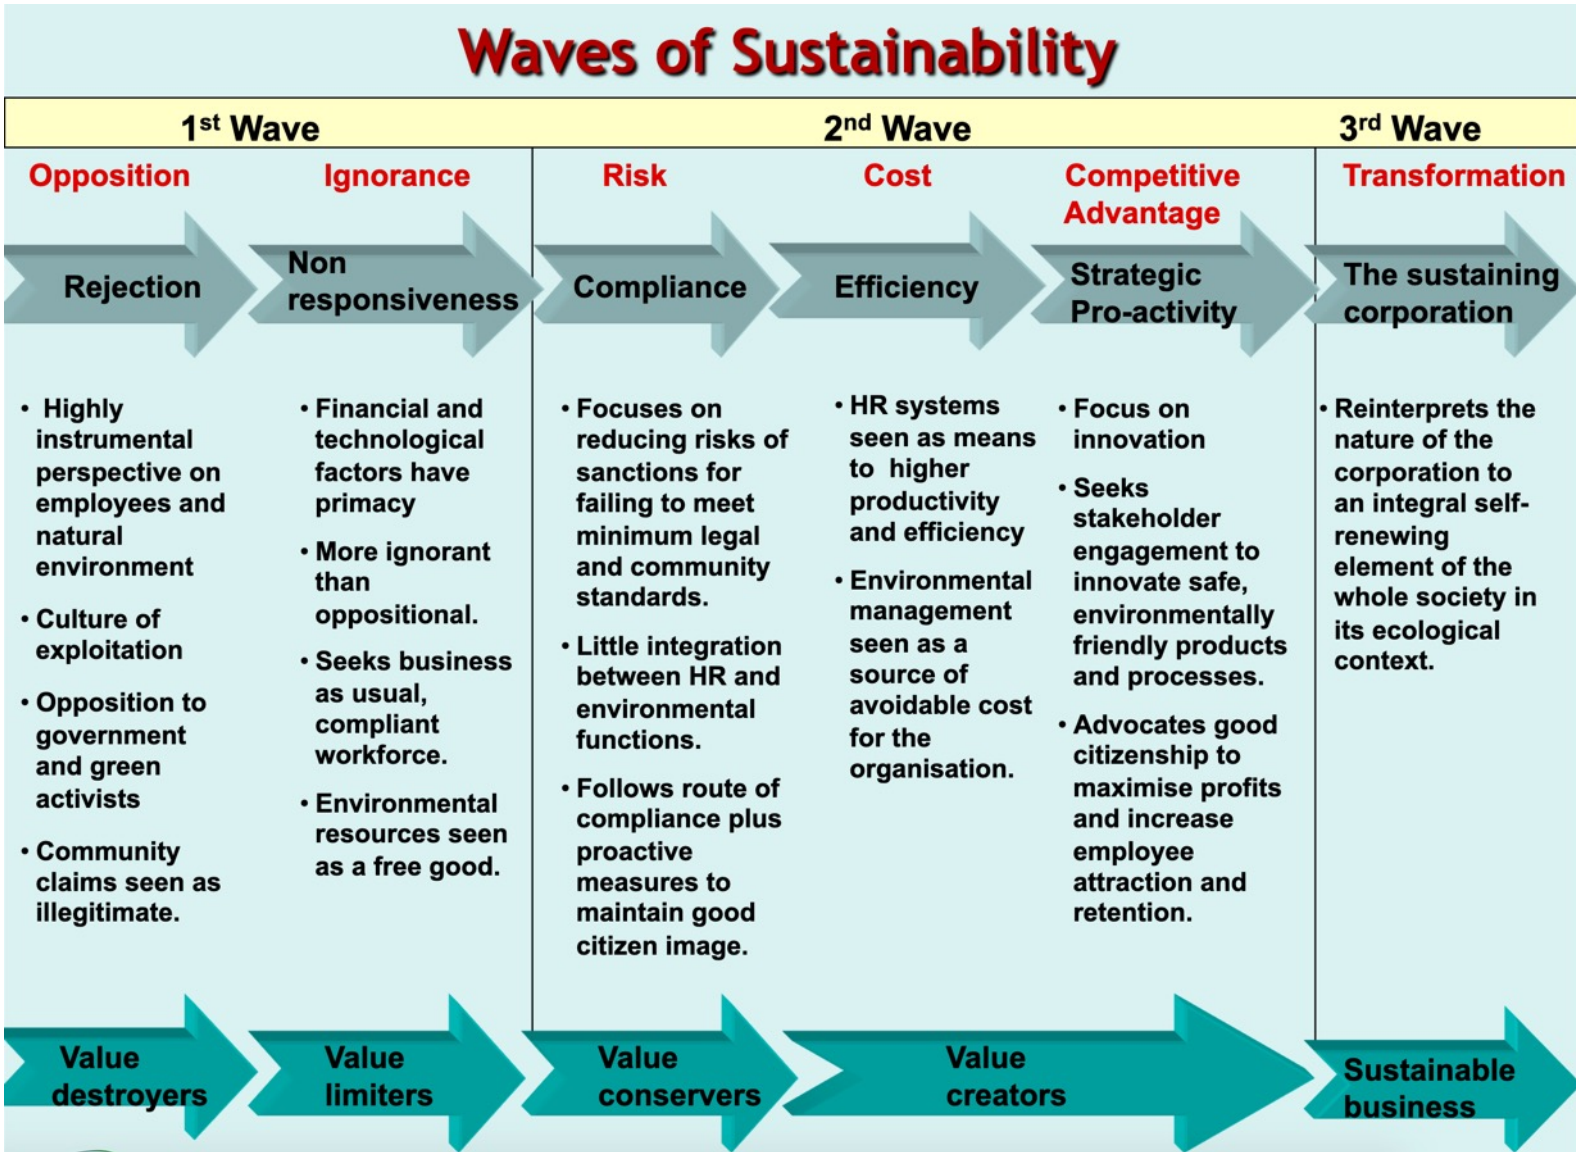 Waves of Sustainability
1st Wave
2nd Wave
3rd Wave
Opposition
Ignorance
Risk
Cost
Competitive
Advantage
Transformation
Rejection
Non
responsiveness
Compliance
Efficiency
Strategic
Pro-activity
The sustaining
corporation
• Highly
instrumental
perspective on
employees and
natural
environment
• Culture of
exploitation
• Opposition to
government
and green
activists
• Community
claims seen as
illegitimate.
• Financial and
technological
factors have
primacy
• More ignorant
than
oppositional.
• Seeks business
as usual,
compliant
workforce.
• Environmental
resources seen
as a free good.
• Focuses on
reducing risks of
sanctions for
failing to meet
minimum legal
and community
standards.
• Little integration
between HR and
environmental
functions.
• Follows route of
compliance plus
proactive
measures to
maintain good
citizen image.
• HR systems
seen as means
to higher
productivity
and efficiency
• Environmental
management
seen as a
source of
avoidable cost
for the
organisation.
• Focus on
innovation
• Seeks
stakeholder
engagement to
innovate safe,
environmentally
friendly products
and processes.
• Advocates good
citizenship to
maximise profits
and increase
employee
attraction and
retention.
• Reinterprets the
nature of the
corporation to
an integral self-
renewing
element of the
whole society in
its ecological
context.
Value
destroyers
Value
limiters
Value
conservers
Value
creators
Sustainable
business